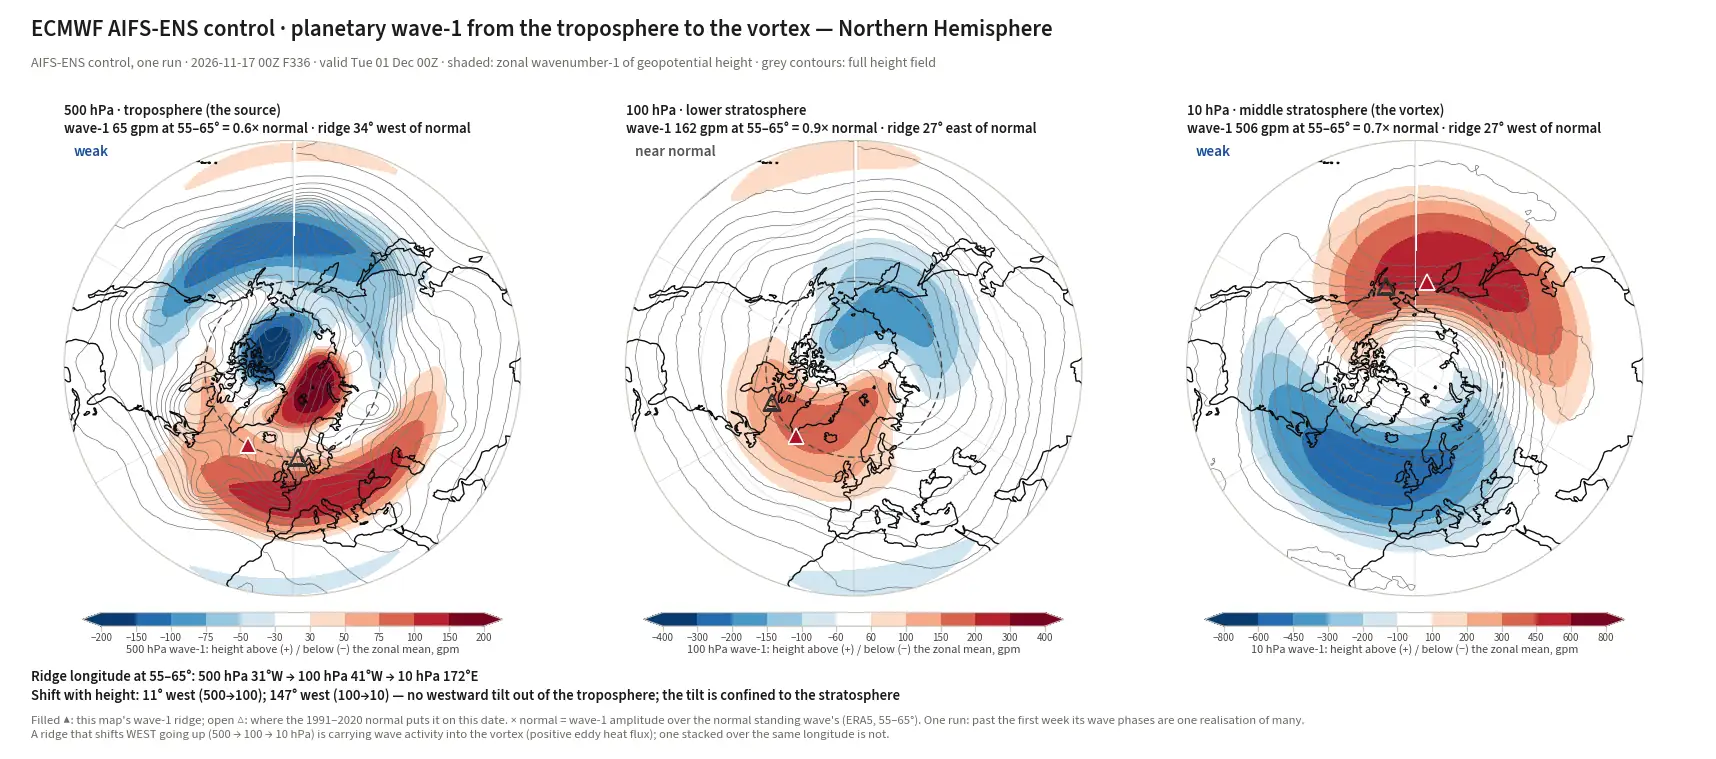 ECMWF AIFS-ENS control · planetary wave-1 from the troposphere to the vortex — Northern Hemisphere
AIFS-ENS control, one run · 2026-11-17 00Z F336 · valid Tue 01 Dec 00Z · shaded: zonal wavenumber-1 of geopotential height · grey contours: full height field
500 hPa · troposphere (the source)
wave-1 65 gpm at 55–65° = 0.6× normal · ridge 34° west of normal
weak
100 hPa · lower stratosphere
wave-1 162 gpm at 55–65° = 0.9× normal · ridge 27° east of normal
near normal
10 hPa · middle stratosphere (the vortex)
wave-1 506 gpm at 55–65° = 0.7× normal · ridge 27° west of normal
weak
−200 −150 −100 −75 −50 −30 30 50 75 100 150 200
500 hPa wave-1: height above (+) / below (−) the zonal mean, gpm
−400 −300 −200 −150 −100 −60 60 100 150 200 300 400
100 hPa wave-1: height above (+) / below (−) the zonal mean, gpm
−800 −600 −450 −300 −200 −100 100 200 300 450 600 800
10 hPa wave-1: height above (+) / below (−) the zonal mean, gpm
Ridge longitude at 55–65°: 500 hPa 31°W → 100 hPa 41°W → 10 hPa 172°E
Shift with height: 11° west (500→100); 147° west (100→10) — no westward tilt out of the troposphere; the tilt is confined to the stratosphere
Filled ▲: this map's wave-1 ridge; open △: where the 1991–2020 normal puts it on this date. × normal = wave-1 amplitude over the normal standing wave's (ERA5, 55–65°). One run: past the first week its wave phases are one realisation of many.
A ridge that shifts WEST going up (500 → 100 → 10 hPa) is carrying wave activity into the vortex (positive eddy heat flux); one stacked over the same longitude is not.